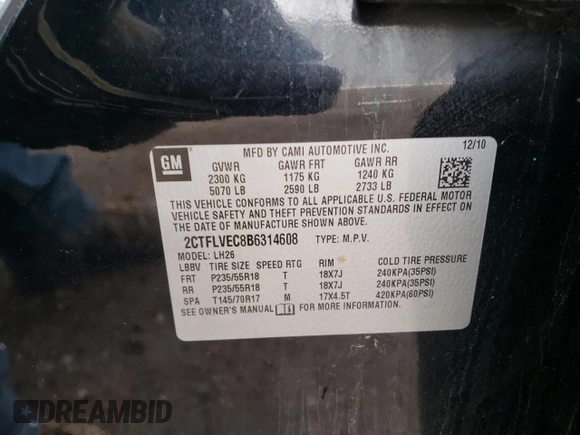 GM
MFD BY CAMI AUTOMOTIVE INC. 12/10
GVWR GAWR FRT GAWR RR
2300 KG 1175 KG 1240 KG
5070 LB 2590 LB 2733 LB
THIS VEHICLE CONFORMS TO ALL APPLICABLE U.S. FEDERAL MOTOR
VEHICLE SAFETY AND THEFT PREVENTION STANDARDS IN EFFECT ON
THE DATE OF MANUFACTURE SHOWN ABOVE.
2CTFLVEC8B6314608 TYPE: M.P.V.
MODEL: LH26
LBBV TIRE SIZE SPEED RTG RIM COLD TIRE PRESSURE
FRT P235/55R18 T 18X7J 240KPA(35PSI)
RR P235/55R18 T 18X7J 240KPA(35PSI)
SPA T145/70R17 M 17X4.5T 420KPA(60PSI)
SEE OWNER'S MANUAL FOR MORE INFORMATION.
DREAMBID